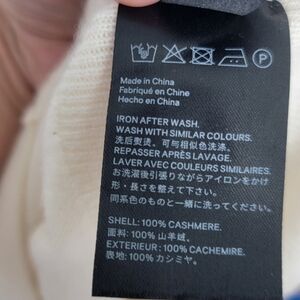 Made in China
Fabriqué en Chine
Hecho en China
IRON AFTER WASH.
WASH WITH SIMILAR COLOURS.
洗后熨烫。可与相似色洗涤。
REPASSER APRÈS LAVAGE.
LAVER AVEC COULEURS SIMILAIRES.
お洗濯後引張りながらアイロンをかけ
形・長さを整て下さい。
同系色のものと一緒に洗ってください。
SHELL: 100% CASHMERE.
面料: 100% 山羊绒.
EXTERIEUR: 100% CACHEMIRE.
表地: 100% カシミヤ.